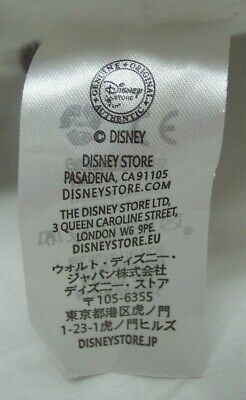 GENUINE ORIGINAL
Disney
STORE
AUTHENTIC
© DISNEY
DISNEY STORE
PASADENA, CA91105
DISNEYSTORE.COM
THE DISNEY STORE LTD,
3 QUEEN CAROLINE STREET,
LONDON W6 9PE.
DISNEYSTORE.EU
ウォルト・ディズニー・
ジャパン株式会社
ディズニー・ストア
〒105-6355
東京都港区虎ノ門
1-23-1虎ノ門ヒルズ
DISNEYSTORE.JP